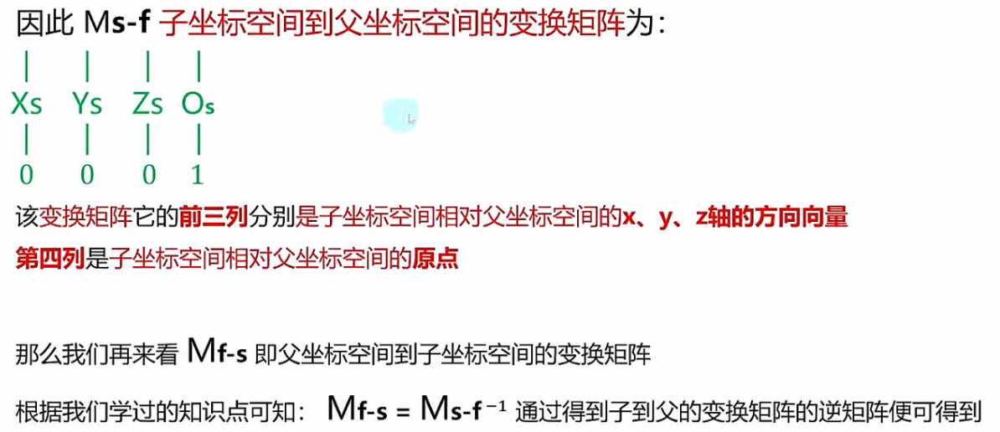 因此 Ms-f 子坐标空间到父坐标空间的变换矩阵为：
| | | |
Xs Ys Zs Os
| | | |
0 0 0 1
该变换矩阵它的前三列分别是子坐标空间相对父坐标空间的x、y、z轴的方向向量
第四列是子坐标空间相对父坐标空间的原点
那么我们再来看 Mf-s 即父坐标空间到子坐标空间的变换矩阵
根据我们学过的知识点可知： Mf-s = Ms-f⁻¹ 通过得到子到父的变换矩阵的逆矩阵便可得到